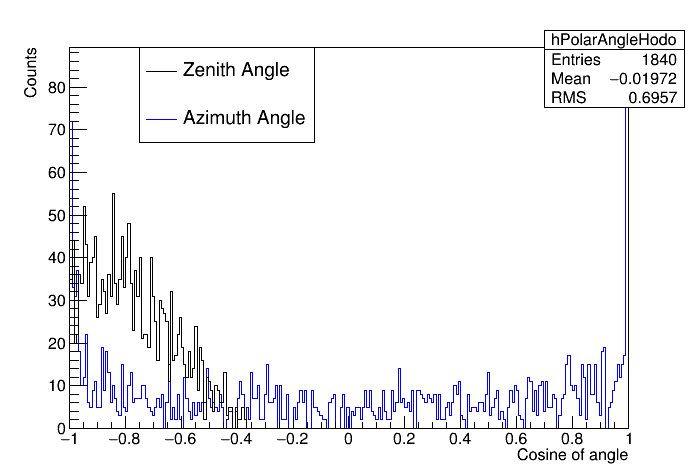 hPolarAngleHodo
Entries 1840
Mean −0.01972
RMS 0.6957
Zenith Angle
Azimuth Angle
Counts
80
70
60
50
40
30
20
10
0
−1 −0.8 −0.6 −0.4 −0.2 0 0.2 0.4 0.6 0.8 1
Cosine of angle